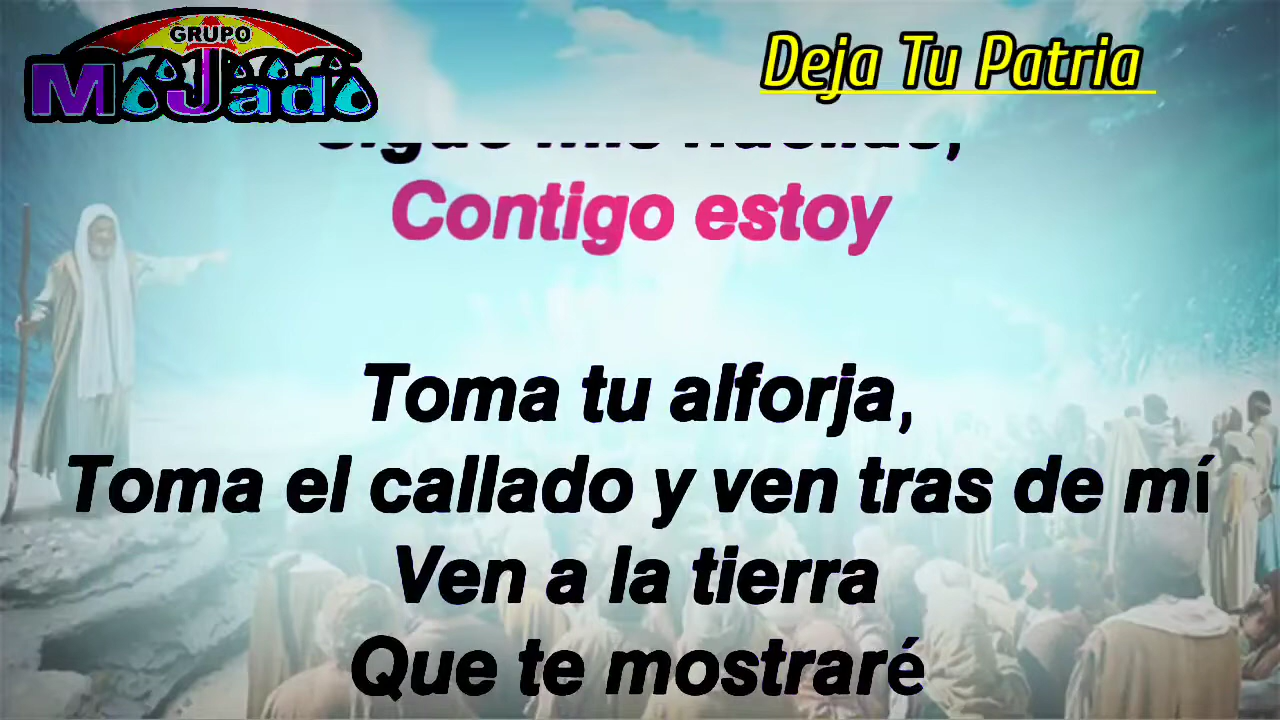 GRUPO
MoJado
Deja Tu Patria
Contigo estoy
Toma tu alforja,
Toma el callado y ven tras de mí
Ven a la tierra
Que te mostraré